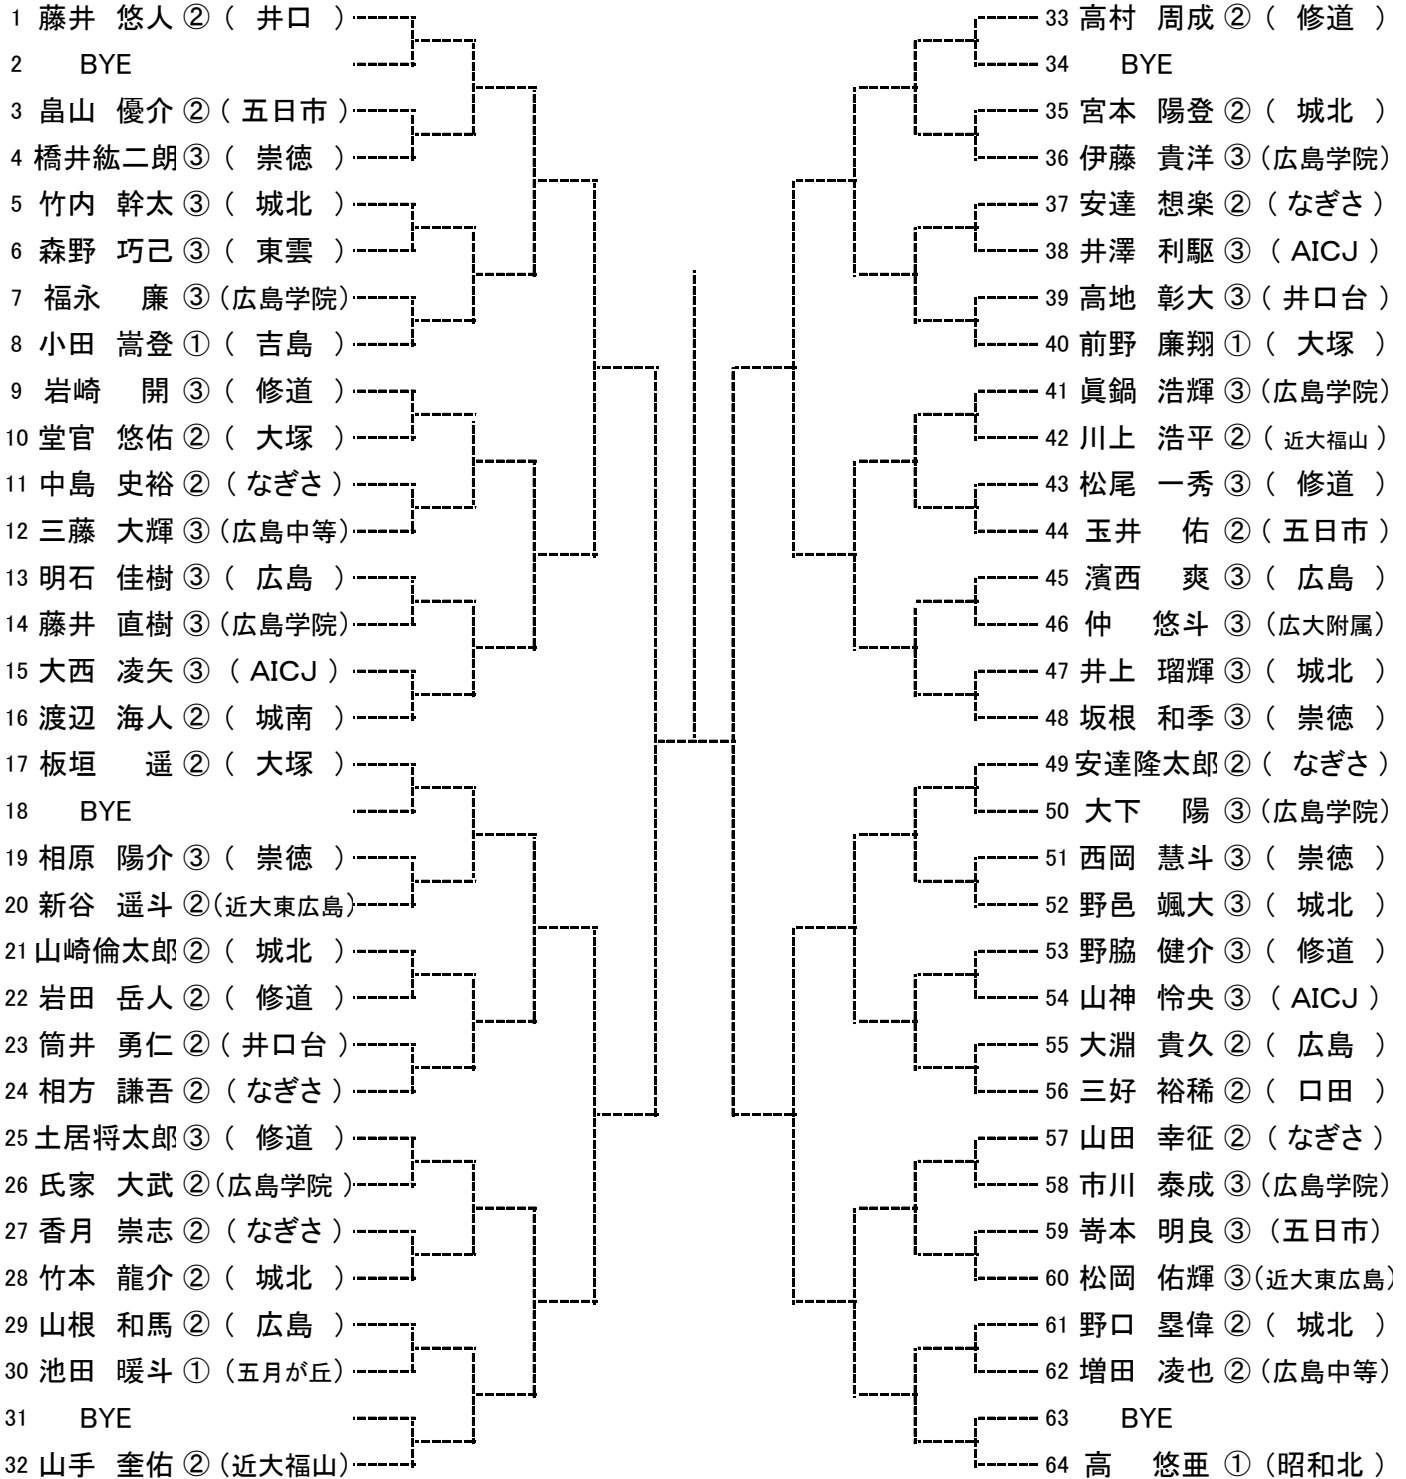 1 藤井 悠人 ② ( 井口 )
2 BYE
3 畠山 優介 ② ( 五日市 )
4 橋井紘二朗 ③ ( 崇徳 )
5 竹内 幹太 ③ ( 城北 )
6 森野 巧己 ③ ( 東雲 )
7 福永 廉 ③ (広島学院)
8 小田 嵩登 ① ( 吉島 )
9 岩崎 開 ③ ( 修道 )
10 堂官 悠佑 ② ( 大塚 )
11 中島 史裕 ② ( なぎさ )
12 三藤 大輝 ③ (広島中等)
13 明石 佳樹 ③ ( 広島 )
14 藤井 直樹 ③ (広島学院)
15 大西 凌矢 ③ ( AICJ )
16 渡辺 海人 ② ( 城南 )
17 板垣 遥 ② ( 大塚 )
18 BYE
19 相原 陽介 ③ ( 崇徳 )
20 新谷 遥斗 ② (近大東広島)
21 山崎倫太郎 ② ( 城北 )
22 岩田 岳人 ② ( 修道 )
23 筒井 勇仁 ② ( 井口台 )
24 相方 謙吾 ② ( なぎさ )
25 土居将太郎 ③ ( 修道 )
26 氏家 大武 ② (広島学院 )
27 香月 崇志 ② ( なぎさ )
28 竹本 龍介 ② ( 城北 )
29 山根 和馬 ② ( 広島 )
30 池田 暖斗 ① (五月が丘)
31 BYE
32 山手 奎佑 ② (近大福山)
33 高村 周成 ② ( 修道 )
34 BYE
35 宮本 陽登 ② ( 城北 )
36 伊藤 貴洋 ③ (広島学院)
37 安達 想楽 ② ( なぎさ )
38 井澤 利駆 ③ ( AICJ )
39 高地 彰大 ③ ( 井口台 )
40 前野 廉翔 ① ( 大塚 )
41 眞鍋 浩輝 ③ (広島学院)
42 川上 浩平 ② ( 近大福山 )
43 松尾 一秀 ③ ( 修道 )
44 玉井 佑 ② ( 五日市 )
45 濱西 爽 ③ ( 広島 )
46 仲 悠斗 ③ (広大附属)
47 井上 瑠輝 ③ ( 城北 )
48 坂根 和季 ③ ( 崇徳 )
49 安達隆太郎 ② ( なぎさ )
50 大下 陽 ③ (広島学院)
51 西岡 慧斗 ③ ( 崇徳 )
52 野邑 颯大 ③ ( 城北 )
53 野脇 健介 ③ ( 修道 )
54 山神 怜央 ③ ( AICJ )
55 大淵 貴久 ② ( 広島 )
56 三好 裕稀 ② ( 口田 )
57 山田 幸征 ② ( なぎさ )
58 市川 泰成 ③ (広島学院)
59 嵜本 明良 ③ (五日市)
60 松岡 佑輝 ③ (近大東広島)
61 野口 塁偉 ② ( 城北 )
62 増田 凌也 ② (広島中等)
63 BYE
64 高 悠亜 ① (昭和北 )